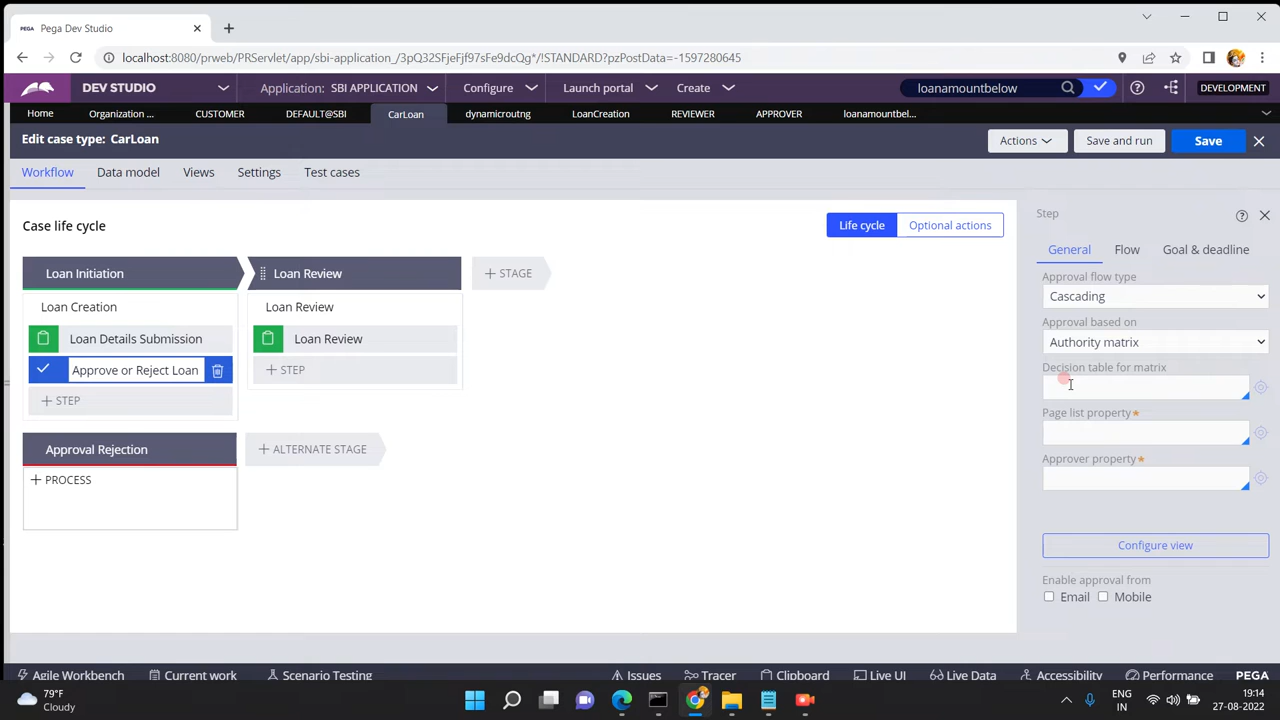 PEGA Pega Dev Studio
localhost:8080/prweb/PRServlet/app/sbi-application_/3pQ32SFjeFjf97sFe9crQg*/!STANDARD?pzPostData=-1597280645
DEV STUDIO Application: SBI APPLICATION Configure Launch portal Create loanamountbelow DEVELOPMENT
Home Organization ... CUSTOMER DEFAULT@SBI CarLoan dynamicroutng LoanCreation REVIEWER APPROVER loanamountbel...
Edit case type: CarLoan Actions Save and run Save
Workflow Data model Views Settings Test cases
Case life cycle Life cycle Optional actions
Loan Initiation Loan Review + STAGE
Loan Creation Loan Review
Loan Details Submission Loan Review
Approve or Reject Loan + STEP
+ STEP
Approval Rejection + ALTERNATE STAGE
+ PROCESS
Step
General Flow Goal & deadline
Approval flow type
Cascading
Approval based on
Authority matrix
Decision table for matrix
Page list property*
Approver property*
Configure view
Enable approval from
Email Mobile
Agile Workbench Current work Scenario Testing Issues Tracer Clipboard Live UI Live Data Accessibility Performance PEGA
79°F
Cloudy
ENG
IN
19:14
27-08-2022